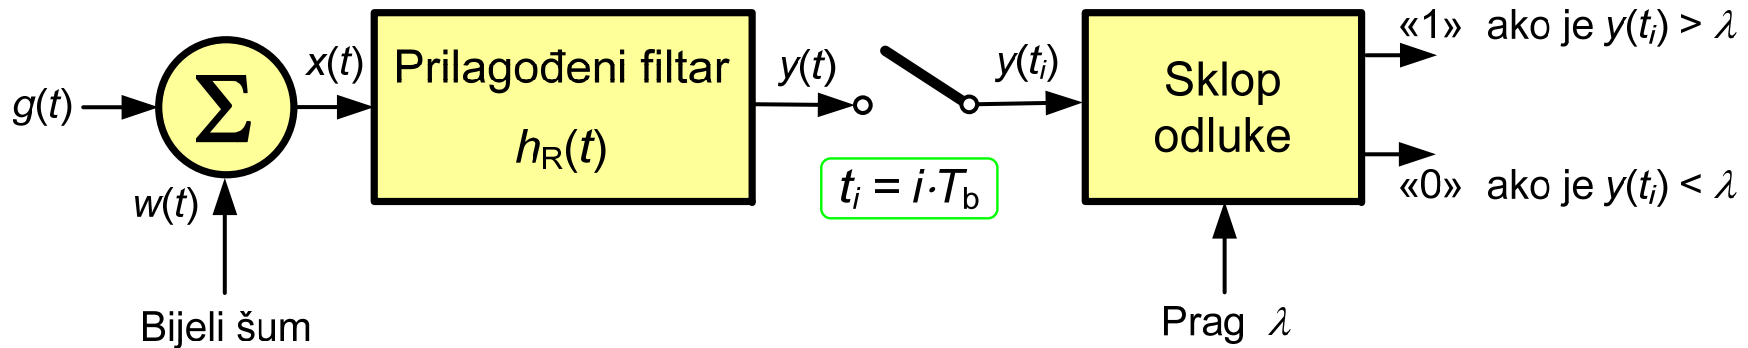 g(t)
Σ
w(t)
Bijeli šum
x(t)
Prilagođeni filtar
hR(t)
y(t)
ti = i·Tb
y(ti)
Sklop
odluke
Prag λ
«1» ako je y(ti) > λ
«0» ako je y(ti) < λ